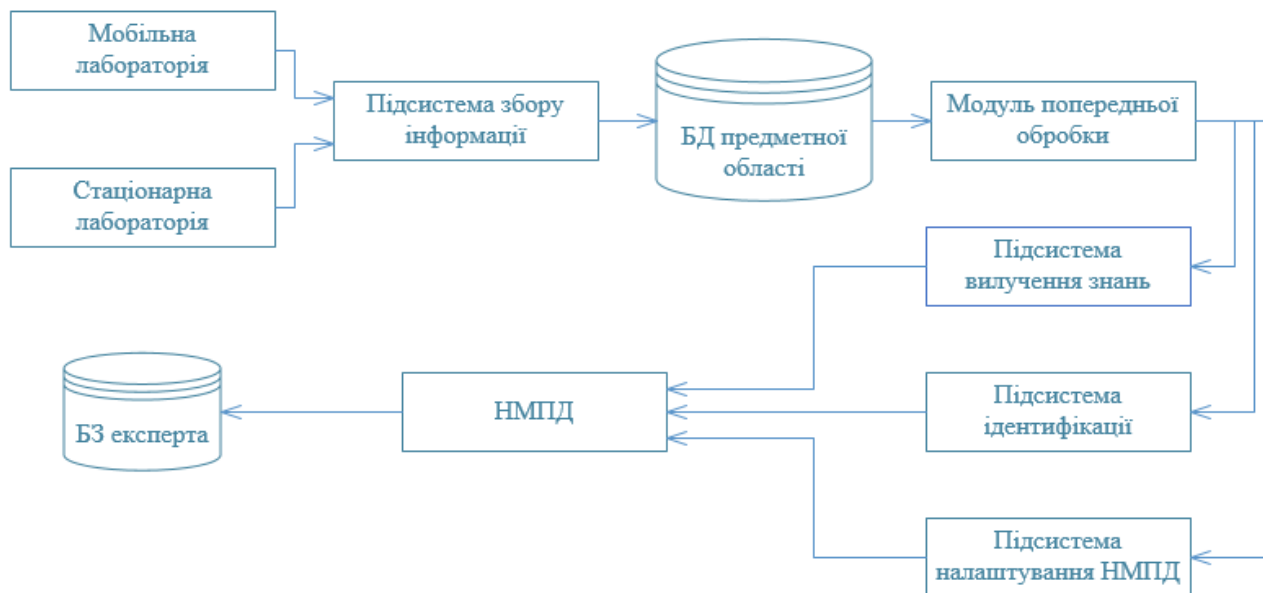 Мобільна
лабораторія
Підсистема збору
інформації
БД предметної
області
Модуль попередньої
обробки
Стаціонарна
лабораторія
Підсистема
вилучення знань
БЗ експерта
НМПД
Підсистема
ідентифікації
Підсистема
налаштування НМПД